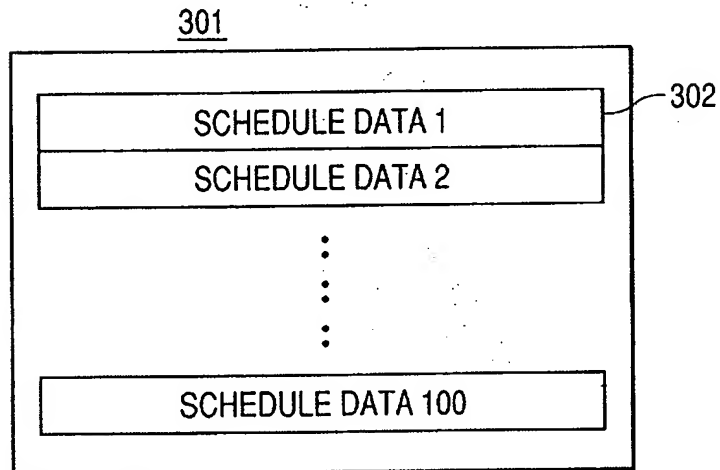 301
302
SCHEDULE DATA 1
SCHEDULE DATA 2
SCHEDULE DATA 100